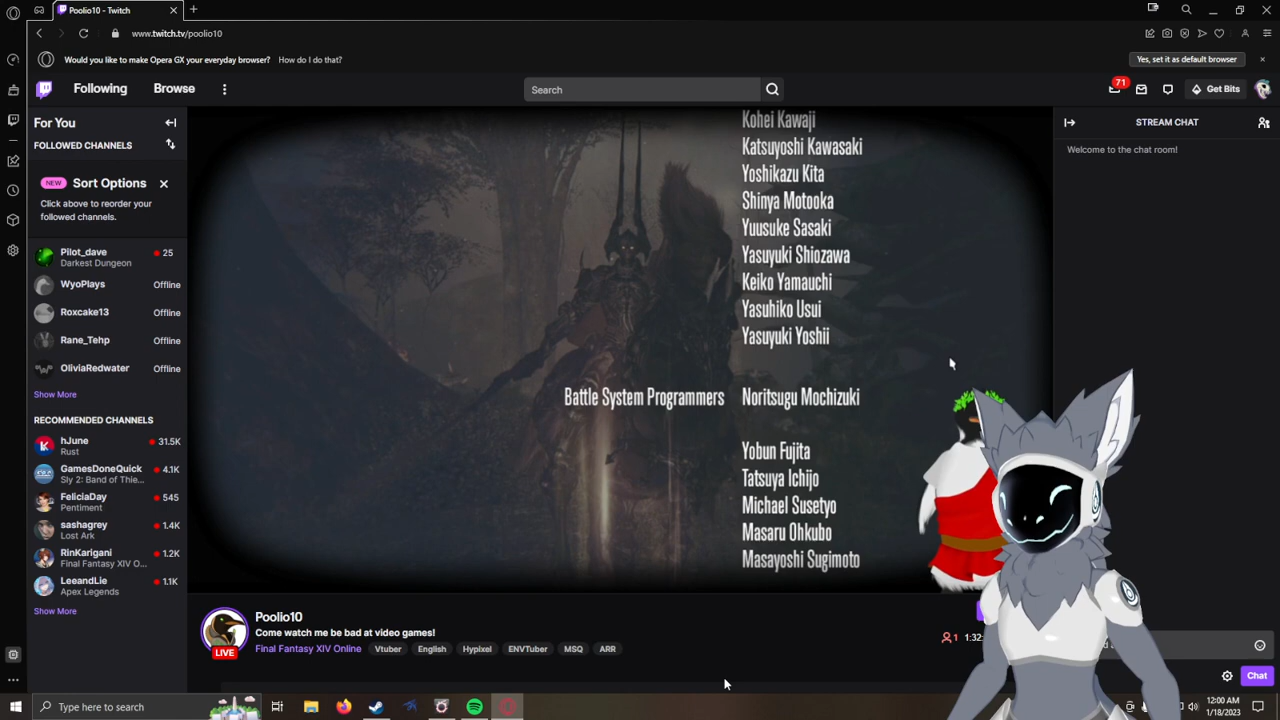 Poolio10 - Twitch
www.twitch.tv/poolio10
Would you like to make Opera GX your everyday browser? How do I do that?
Yes, set it as default browser
Following
Browse
Search
71
Get Bits
For You
FOLLOWED CHANNELS
NEW Sort Options
Click above to reorder your
followed channels.
Pilot_dave 25
Darkest Dungeon
WyoPlays Offline
Roxcake13 Offline
Rane_Tehp Offline
OliviaRedwater Offline
Show More
RECOMMENDED CHANNELS
hJune 31.5K
Rust
GamesDoneQuick 4.1K
Sly 2: Band of Thie...
FeliciaDay 545
Pentiment
sashagrey 1.4K
Lost Ark
RinKarigani 1.2K
Final Fantasy XIV O...
LeeandLie 1.1K
Apex Legends
Show More
Kohei Kawaji
Katsuyoshi Kawasaki
Yoshikazu Kita
Shinya Motooka
Yuusuke Sasaki
Yasuyuki Shiozawa
Keiko Yamauchi
Yasuhiko Usui
Yasuyuki Yoshii
Battle System Programmers Noritsugu Mochizuki
Yobun Fujita
Tatsuya Ichijo
Michael Susetyo
Masaru Ohkubo
Masayoshi Sugimoto
STREAM CHAT
Welcome to the chat room!
LIVE
Poolio10
Come watch me be bad at video games!
Final Fantasy XIV Online Vtuber English Hypixel ENVTuber MSQ ARR
1 1:32:
Chat
Type here to search
12:00 AM
1/18/2023